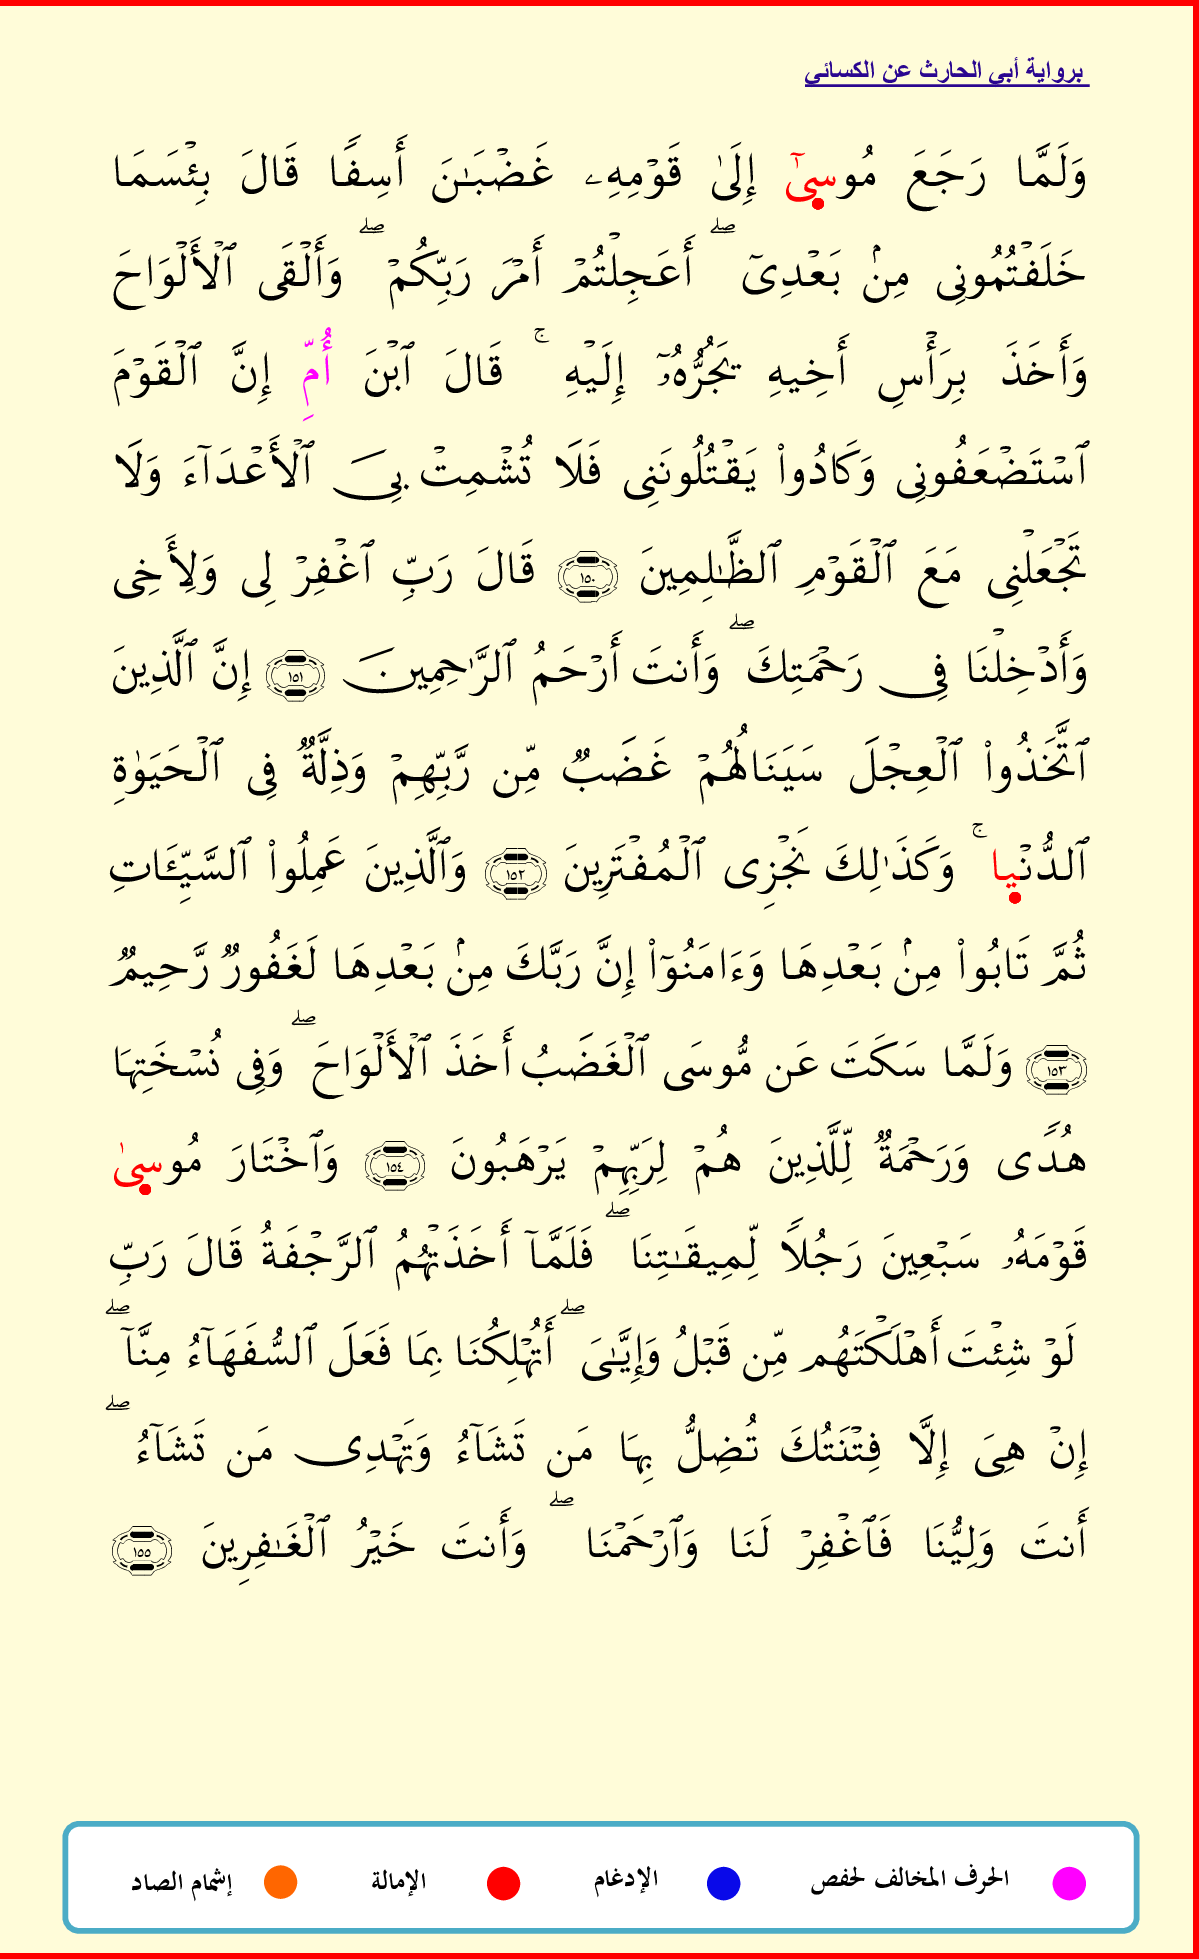 برواية أبي الحارث عن الكسائي
وَلَمَّا رَجَعَ مُوسِىٰٓ إِلَىٰ قَوْمِهِۦ غَضْبَـٰنَ أَسِفًا قَالَ بِئْسَمَا
خَلَفْتُمُونِى مِنۢ بَعْدِىٓ ۖ أَعَجِلْتُمْ أَمْرَ رَبِّكُمْ ۖ وَأَلْقَى ٱلْأَلْوَاحَ
وَأَخَذَ بِرَأْسِ أَخِيهِ يَجُرُّهُۥٓ إِلَيْهِ ۚ قَالَ ٱبْنَ أُمِّ إِنَّ ٱلْقَوْمَ
ٱسْتَضْعَفُونِى وَكَادُوا۟ يَقْتُلُونَنِى فَلَا تُشْمِتْ بِىَ ٱلْأَعْدَآءَ وَلَا
تَجْعَلْنِى مَعَ ٱلْقَوْمِ ٱلظَّـٰلِمِينَ ١٥٠ قَالَ رَبِّ ٱغْفِرْ لِى وَلِأَخِى
وَأَدْخِلْنَا فِى رَحْمَتِكَ ۖ وَأَنتَ أَرْحَمُ ٱلرَّٰحِمِينَ ١٥١ إِنَّ ٱلَّذِينَ
ٱتَّخَذُوا۟ ٱلْعِجْلَ سَيَنَالُهُمْ غَضَبٌ مِّن رَّبِّهِمْ وَذِلَّةٌ فِى ٱلْحَيَوٰةِ
ٱلدُّنْيِا ۚ وَكَذَٰلِكَ نَجْزِى ٱلْمُفْتَرِينَ ١٥٢ وَٱلَّذِينَ عَمِلُوا۟ ٱلسَّيِّـَٔاتِ
ثُمَّ تَابُوا۟ مِنۢ بَعْدِهَا وَءَامَنُوٓا۟ إِنَّ رَبَّكَ مِنۢ بَعْدِهَا لَغَفُورٌ رَّحِيمٌ
١٥٣ وَلَمَّا سَكَتَ عَن مُّوسَى ٱلْغَضَبُ أَخَذَ ٱلْأَلْوَاحَ ۖ وَفِى نُسْخَتِهَا
هُدًى وَرَحْمَةٌ لِّلَّذِينَ هُمْ لِرَبِّهِمْ يَرْهَبُونَ ١٥٤ وَٱخْتَارَ مُوسِىٰ
قَوْمَهُۥ سَبْعِينَ رَجُلًا لِّمِيقَـٰتِنَا ۖ فَلَمَّآ أَخَذَتْهُمُ ٱلرَّجْفَةُ قَالَ رَبِّ
لَوْ شِئْتَ أَهْلَكْتَهُم مِّن قَبْلُ وَإِيَّـٰىَ ۖ أَتُهْلِكُنَا بِمَا فَعَلَ ٱلسُّفَهَآءُ مِنَّآ ۖ
إِنْ هِىَ إِلَّا فِتْنَتُكَ تُضِلُّ بِهَا مَن تَشَآءُ وَتَهْدِى مَن تَشَآءُ ۖ
أَنتَ وَلِيُّنَا فَٱغْفِرْ لَنَا وَٱرْحَمْنَا ۖ وَأَنتَ خَيْرُ ٱلْغَـٰفِرِينَ ١٥٥
الحرف المخالف لحفص الإدغام الإمالة إشمام الصاد